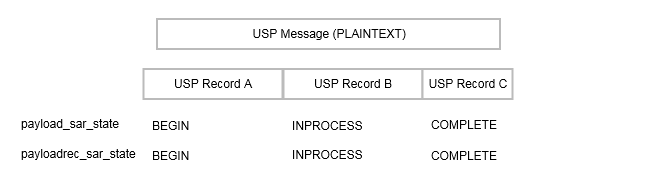 USP Message (PLAINTEXT)
USP Record A USP Record B USP Record C
payload_sar_state BEGIN INPROCESS COMPLETE
payloadrec_sar_state BEGIN INPROCESS COMPLETE